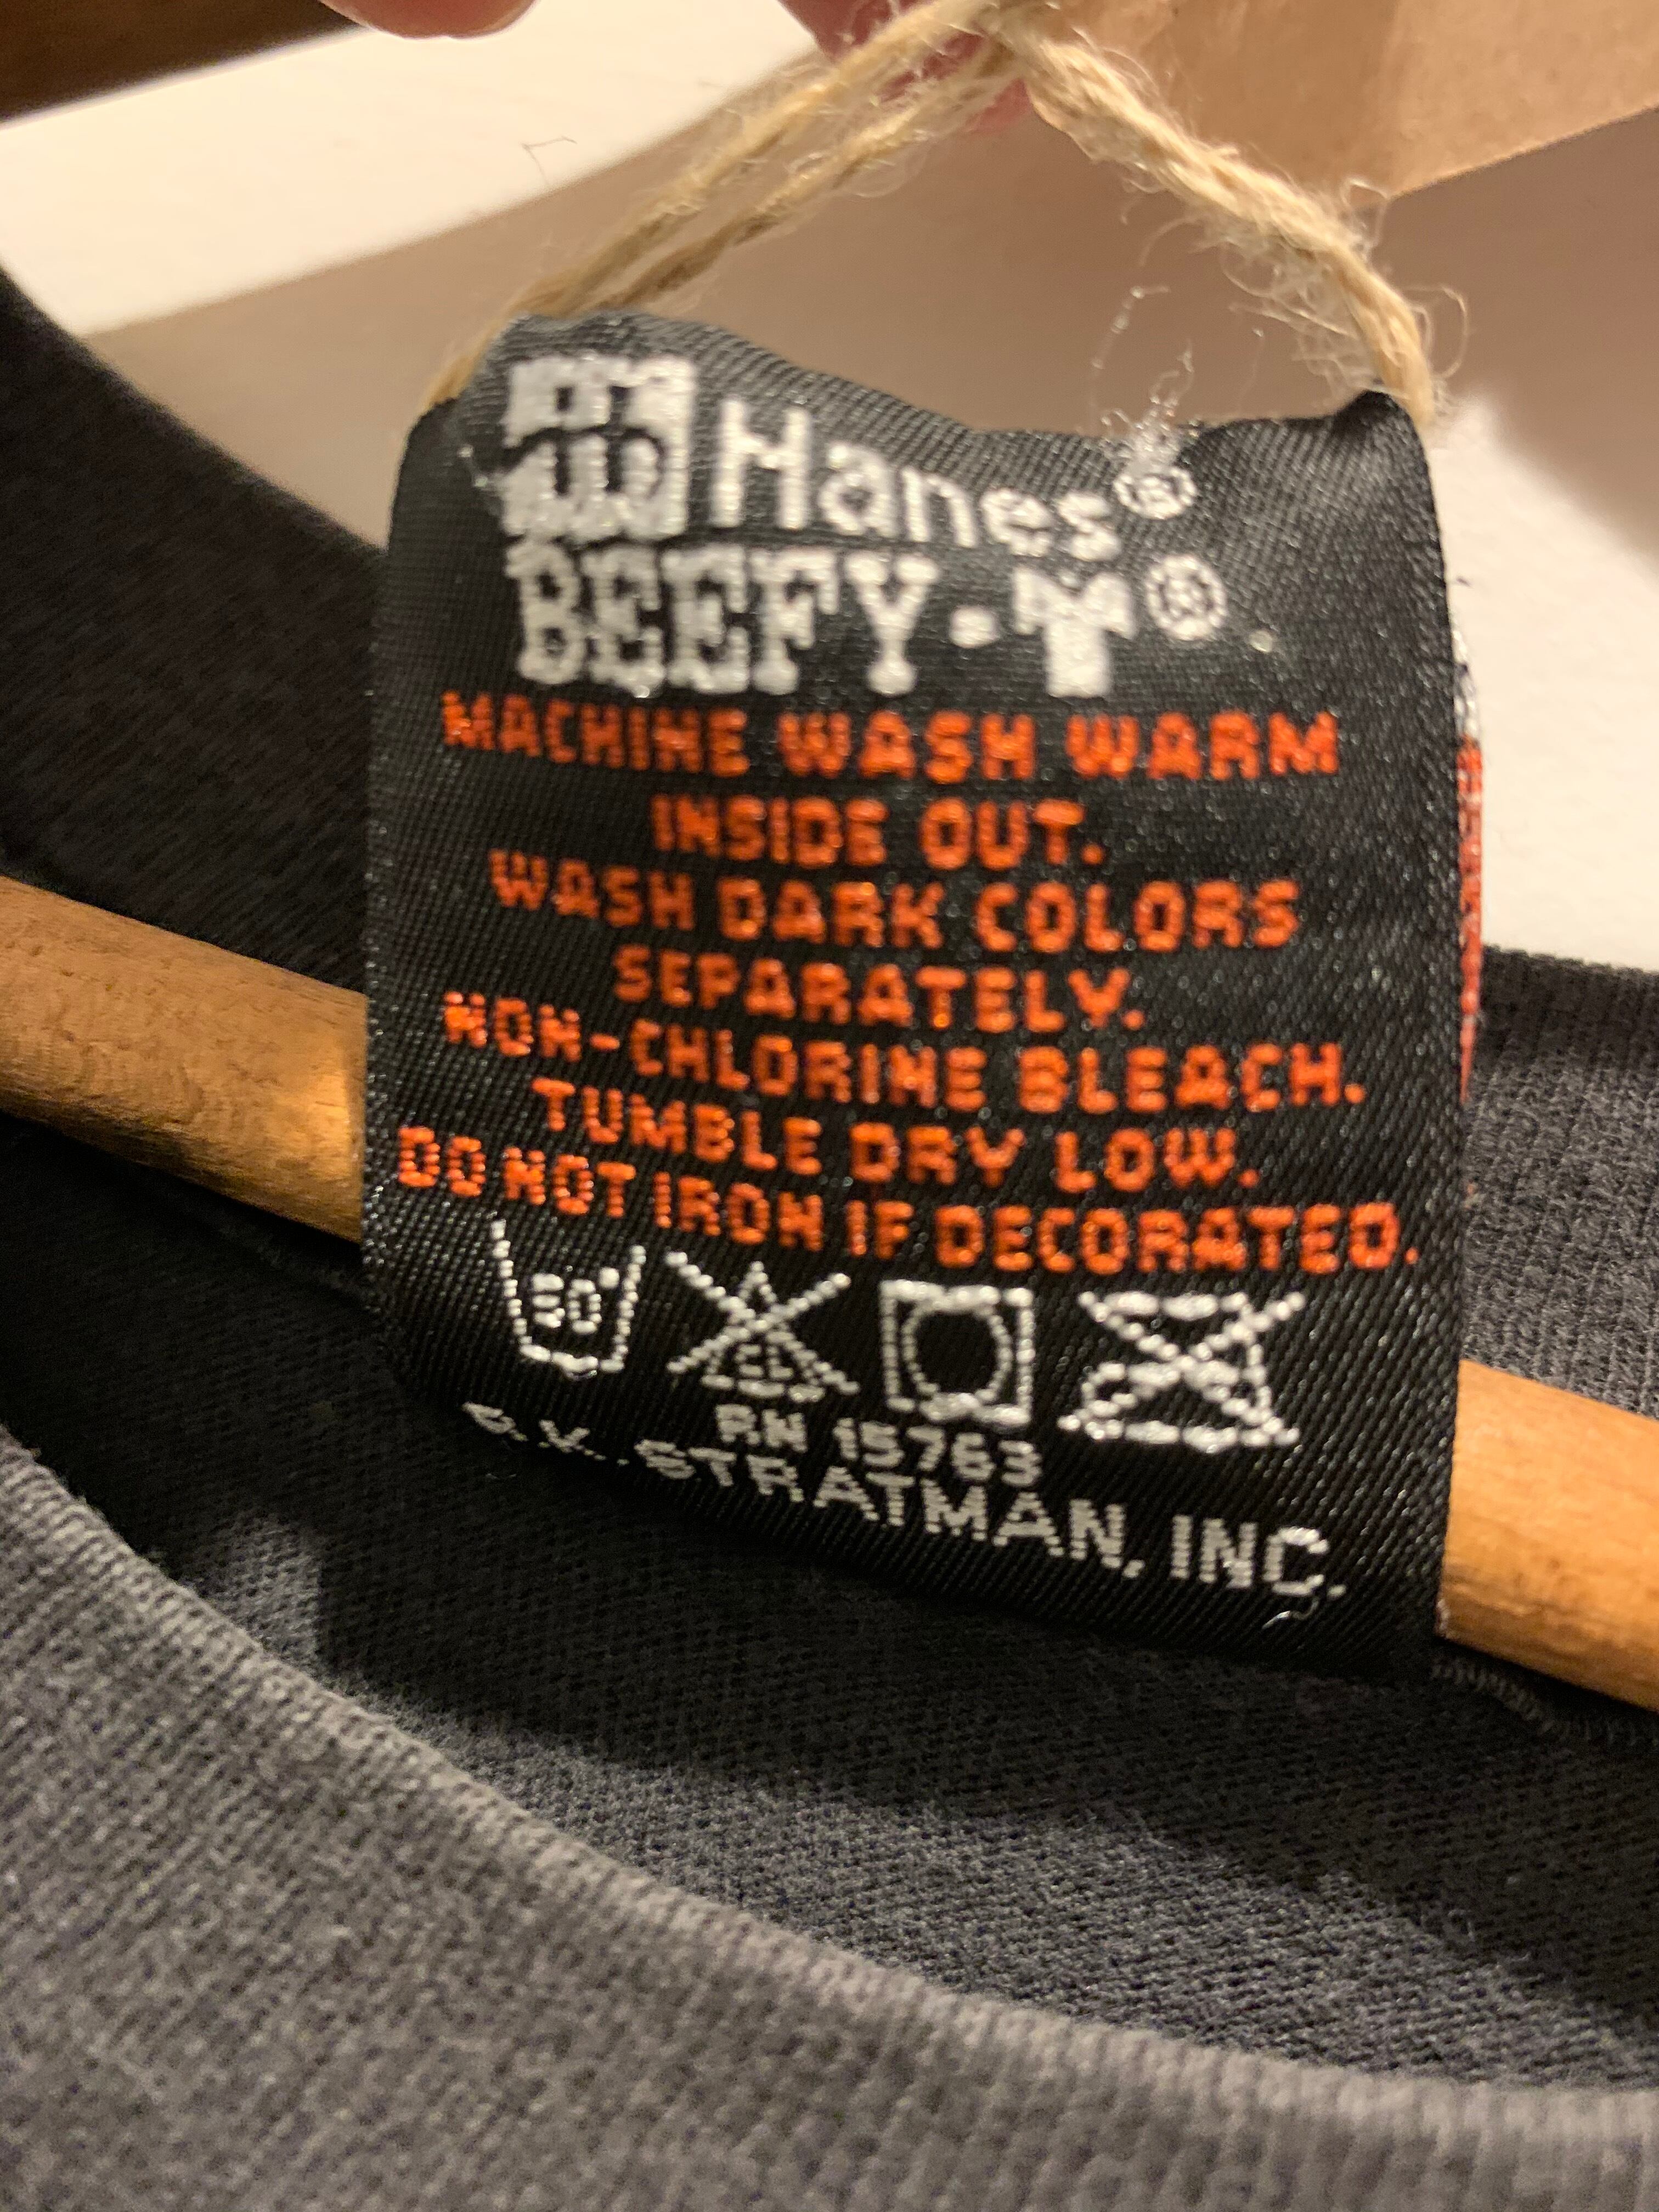 Hanes®
BEEFY-T®
MACHINE WASH WARM
INSIDE OUT.
WASH DARK COLORS
SEPARATELY.
NON-CHLORINE BLEACH.
TUMBLE DRY LOW.
DO NOT IRON IF DECORATED.
CL
RN 15763
STRATMAN, INC.